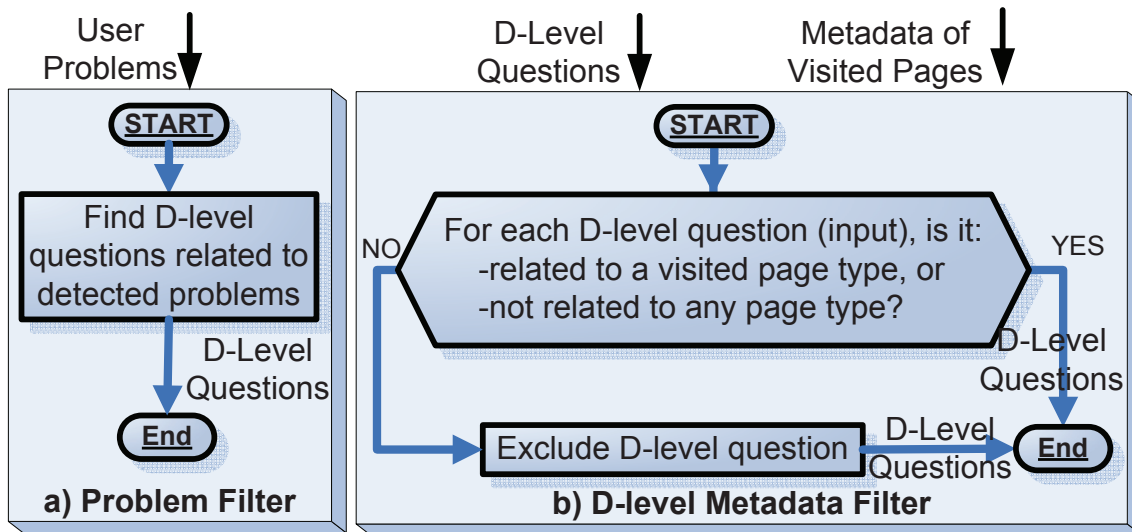 User
Problems
START
Find D-level
questions related to
detected problems
D-Level
Questions
End
a) Problem Filter
D-Level
Questions
Metadata of
Visited Pages
START
For each D-level question (input), is it:
-related to a visited page type, or
-not related to any page type?
NO
YES
D-Level
Questions
Exclude D-level question
D-Level
Questions
End
b) D-level Metadata Filter